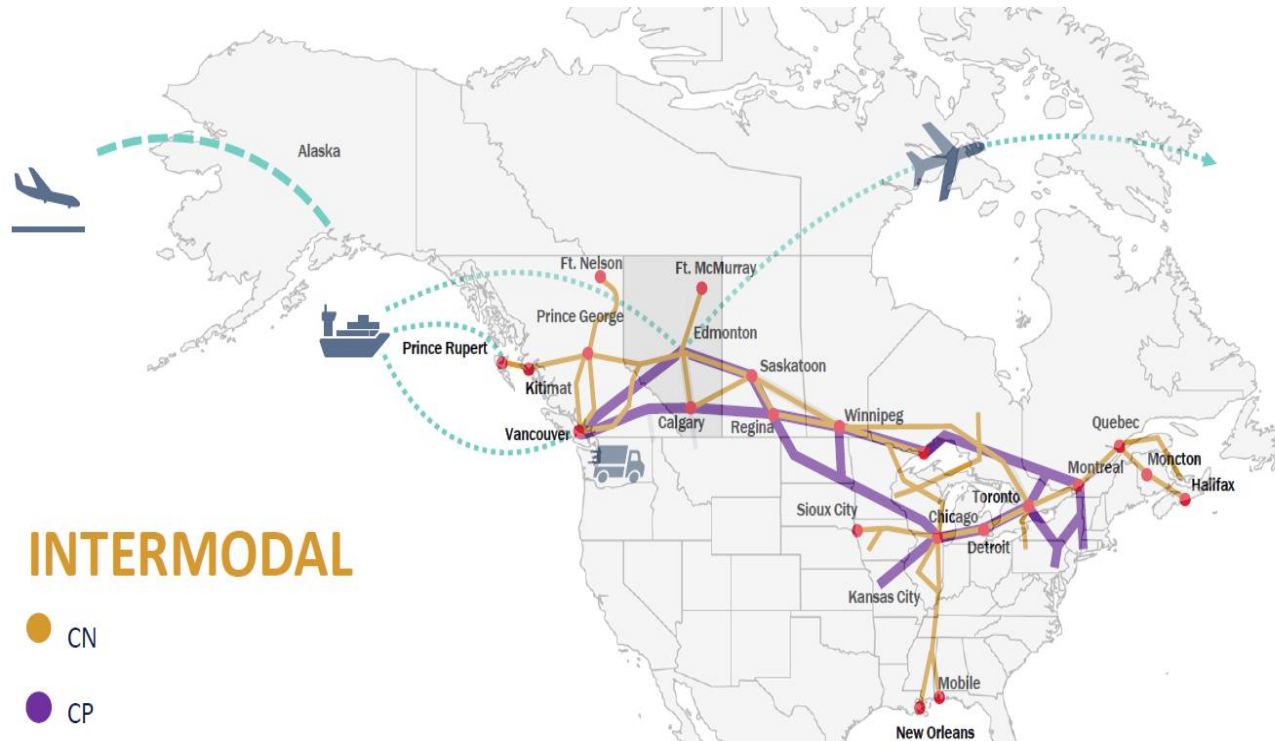 Alaska
Ft. Nelson
Ft. McMurray
Prince George
Edmonton
Prince Rupert
Saskatoon
Kitimat
Vancouver
Calgary
Regina
Winnipeg
Quebec
Moncton
Montreal
Halifax
Toronto
Sioux City
Chicago
Detroit
Kansas City
Mobile
New Orleans
INTERMODAL
CN
CP